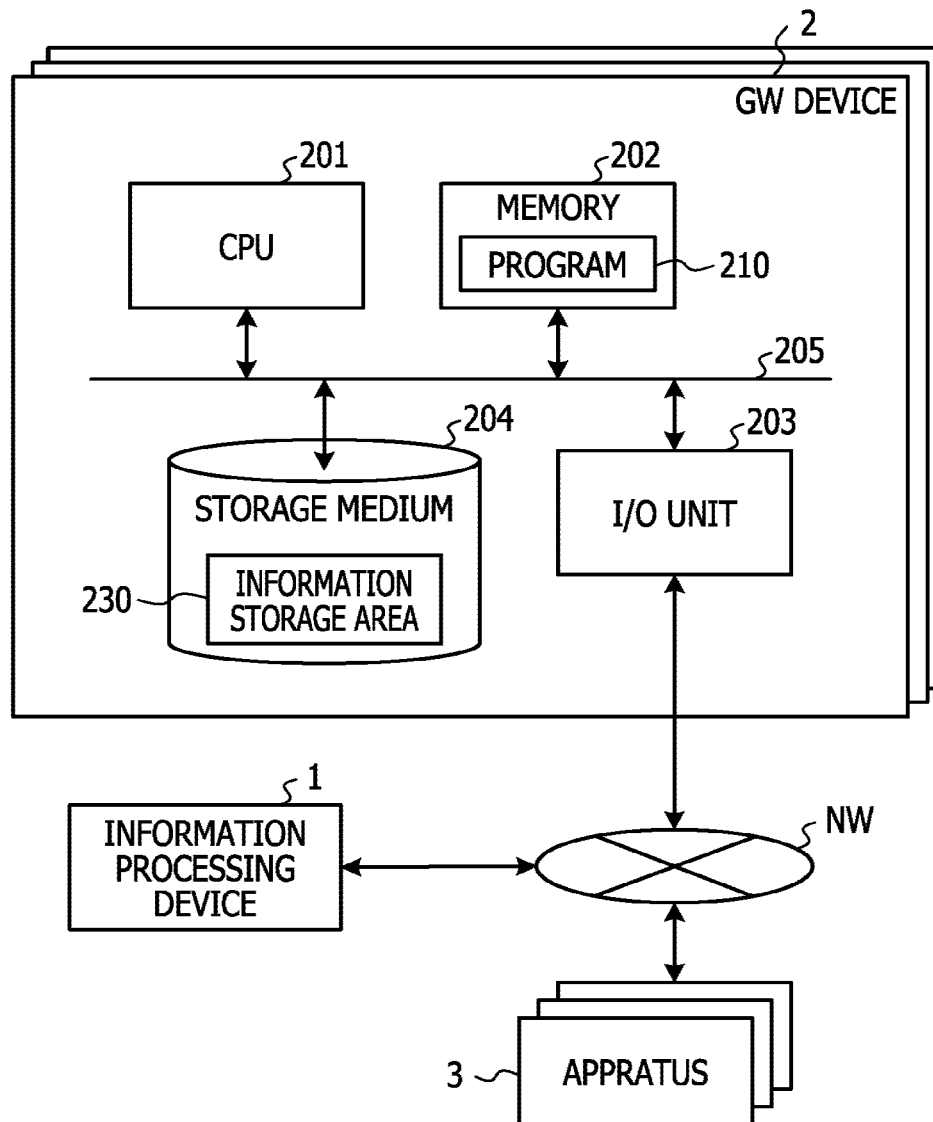 2
GW DEVICE
201
202
CPU
MEMORY
PROGRAM
210
205
204
203
STORAGE MEDIUM
I/O UNIT
230
INFORMATION
STORAGE AREA
1
INFORMATION
PROCESSING
DEVICE
NW
3
APPRATUS